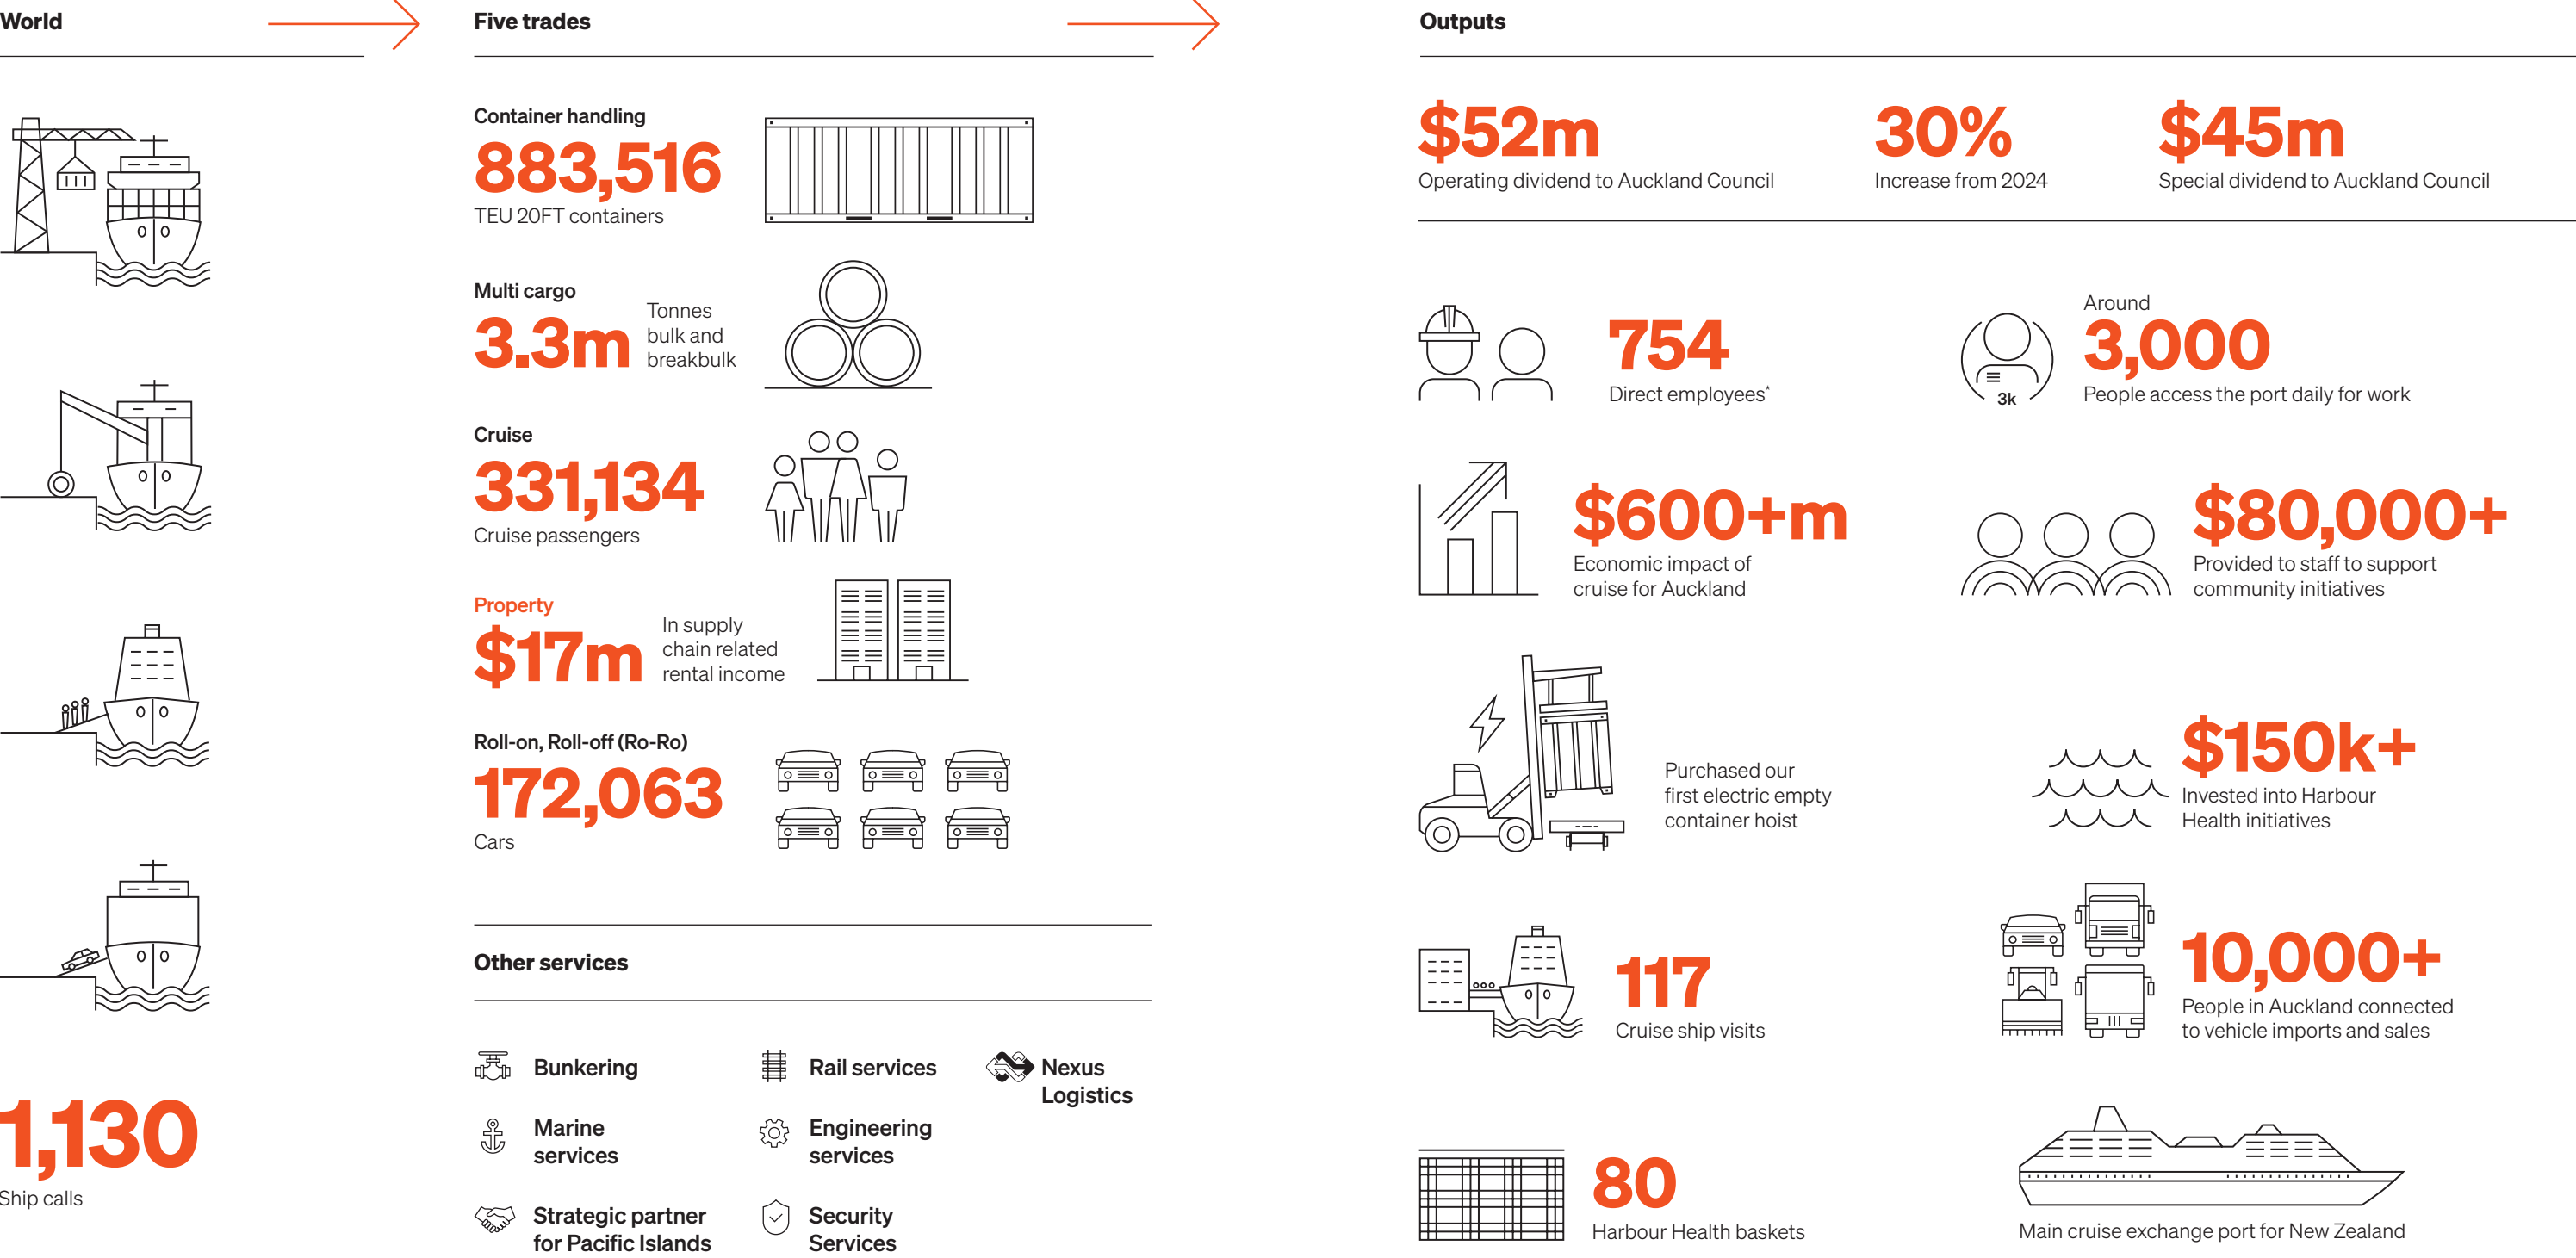 World
1,130
Ship calls
Five trades
Container handling
883,516
TEU 20FT containers
Multi cargo
3.3m
Tonnes
bulk and
breakbulk
Cruise
331,134
Cruise passengers
Property
$17m
In supply
chain related
rental income
Roll-on, Roll-off (Ro-Ro)
172,063
Cars
Other services
Bunkering
Marine
services
Strategic partner
for Pacific Islands
Rail services
Engineering
services
Security
Services
Nexus
Logistics
Outputs
$52m
Operating dividend to Auckland Council
30%
Increase from 2024
$45m
Special dividend to Auckland Council
754
Direct employees*
3k
Around
3,000
People access the port daily for work
$600+m
Economic impact of
cruise for Auckland
$80,000+
Provided to staff to support
community initiatives
Purchased our
first electric empty
container hoist
$150k+
Invested into Harbour
Health initiatives
117
Cruise ship visits
10,000+
People in Auckland connected
to vehicle imports and sales
80
Harbour Health baskets
Main cruise exchange port for New Zealand